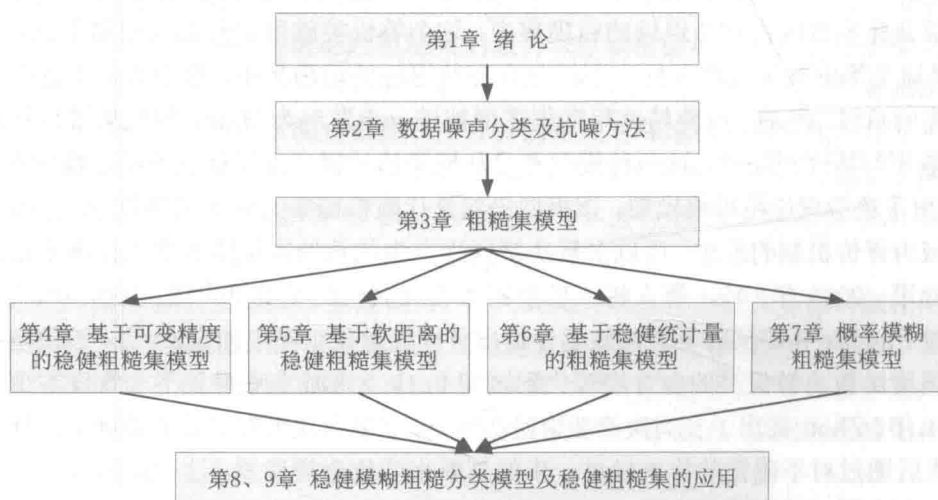 第1章 绪 论
第2章 数据噪声分类及抗噪方法
第3章 粗糙集模型
第4章 基于可变精度
的稳健粗糙集模型
第5章 基于软距离的
稳健粗糙集模型
第6章 基于稳健统计量
的粗糙集模型
第7章 概率模糊
粗糙集模型
第8、9章 稳健模糊粗糙分类模型及稳健粗糙集的应用